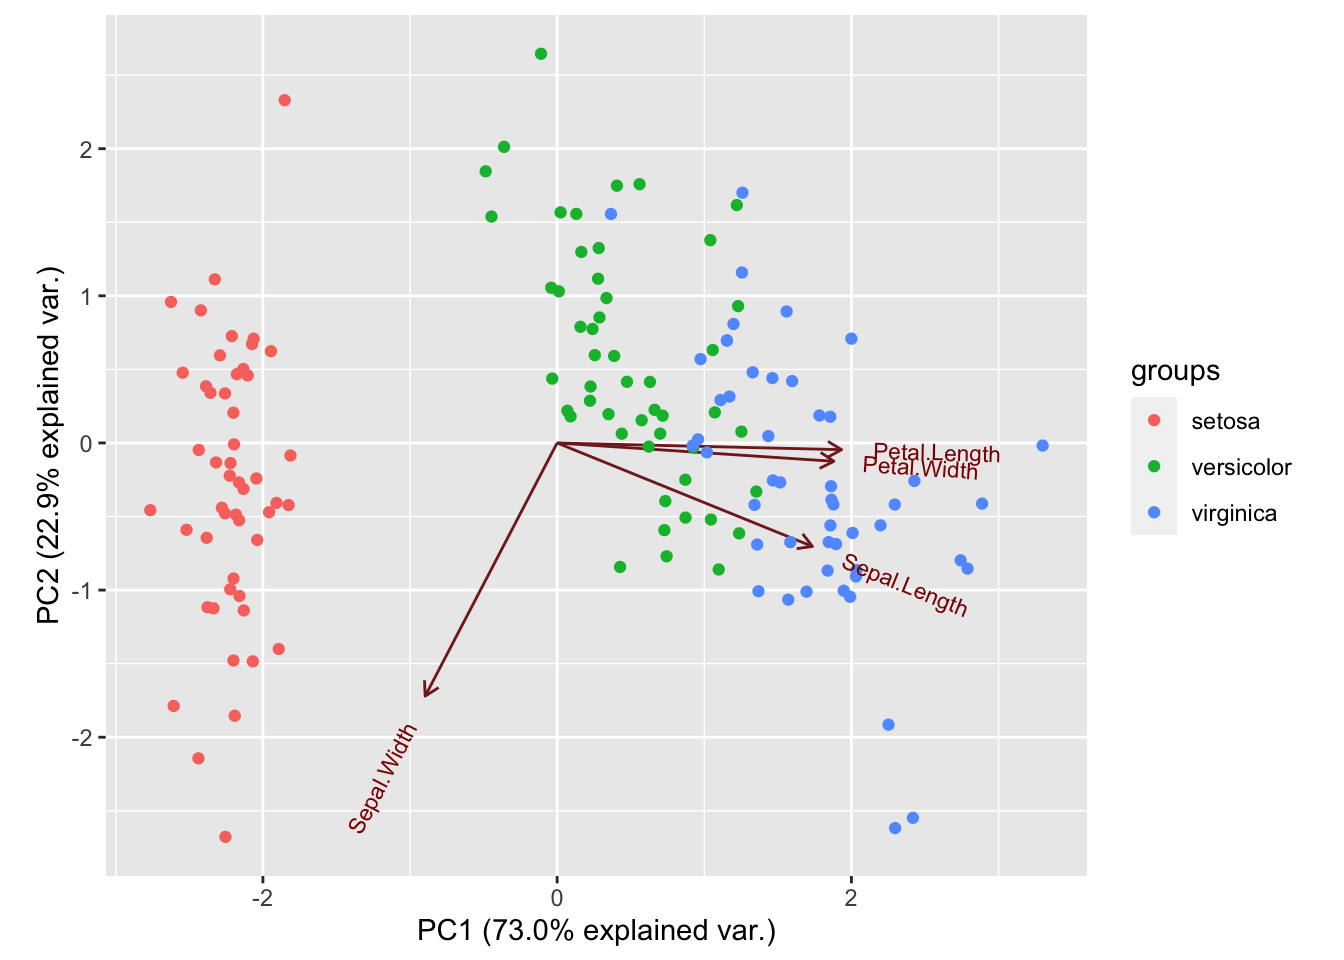 PC2 (22.9% explained var.)
2
1
0
-1
-2
Petal.Length
Petal.Width
Sepal.Length
Sepal.Width
-2
0
2
PC1 (73.0% explained var.)
groups
setosa
versicolor
virginica